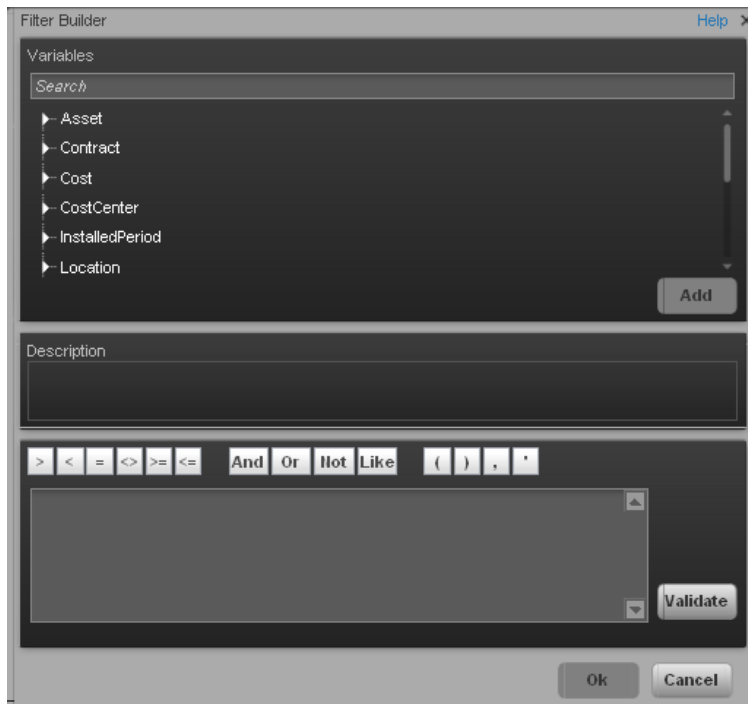 Filter Builder Help X
Variables
Search
Asset
Contract
Cost
CostCenter
InstalledPeriod
Location
Add
Description
> < = <> >= <= And Or Not Like ( ) , '
Validate
Ok Cancel